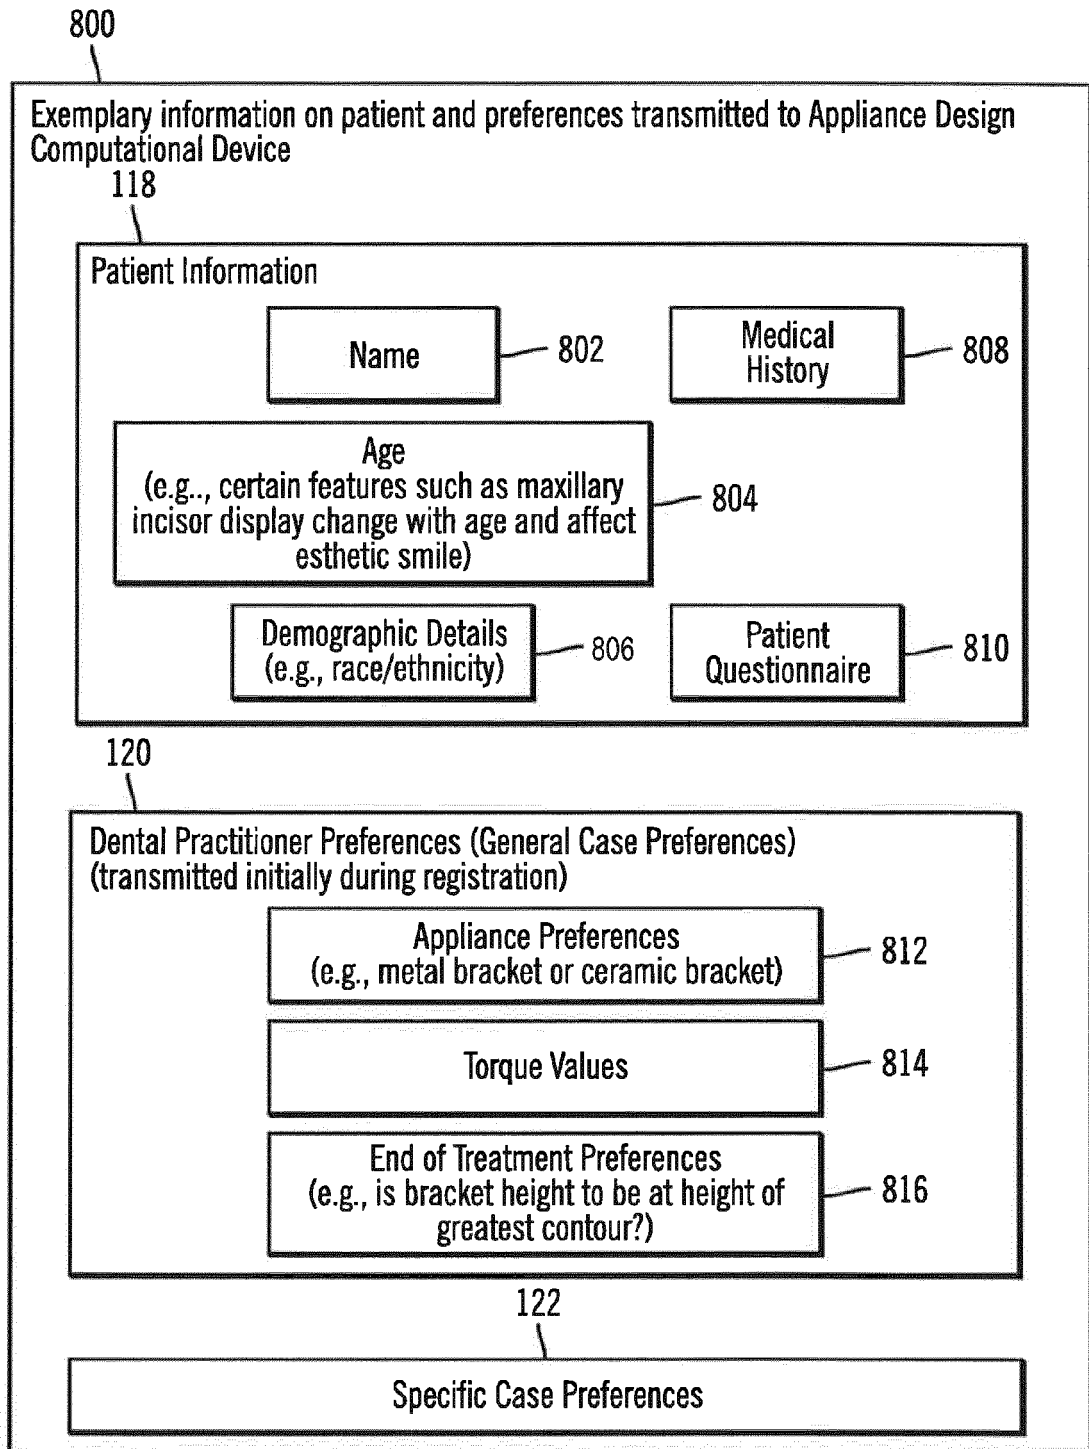 800
Exemplary information on patient and preferences transmitted to Appliance Design
Computational Device
118
Patient Information
Name
802
Medical
History
808
Age
(e.g.., certain features such as maxillary
incisor display change with age and affect
esthetic smile)
804
Demographic Details
(e.g., race/ethnicity)
806
Patient
Questionnaire
810
120
Dental Practitioner Preferences (General Case Preferences)
(transmitted initially during registration)
Appliance Preferences
(e.g., metal bracket or ceramic bracket)
812
Torque Values
814
End of Treatment Preferences
(e.g., is bracket height to be at height of
greatest contour?)
816
122
Specific Case Preferences